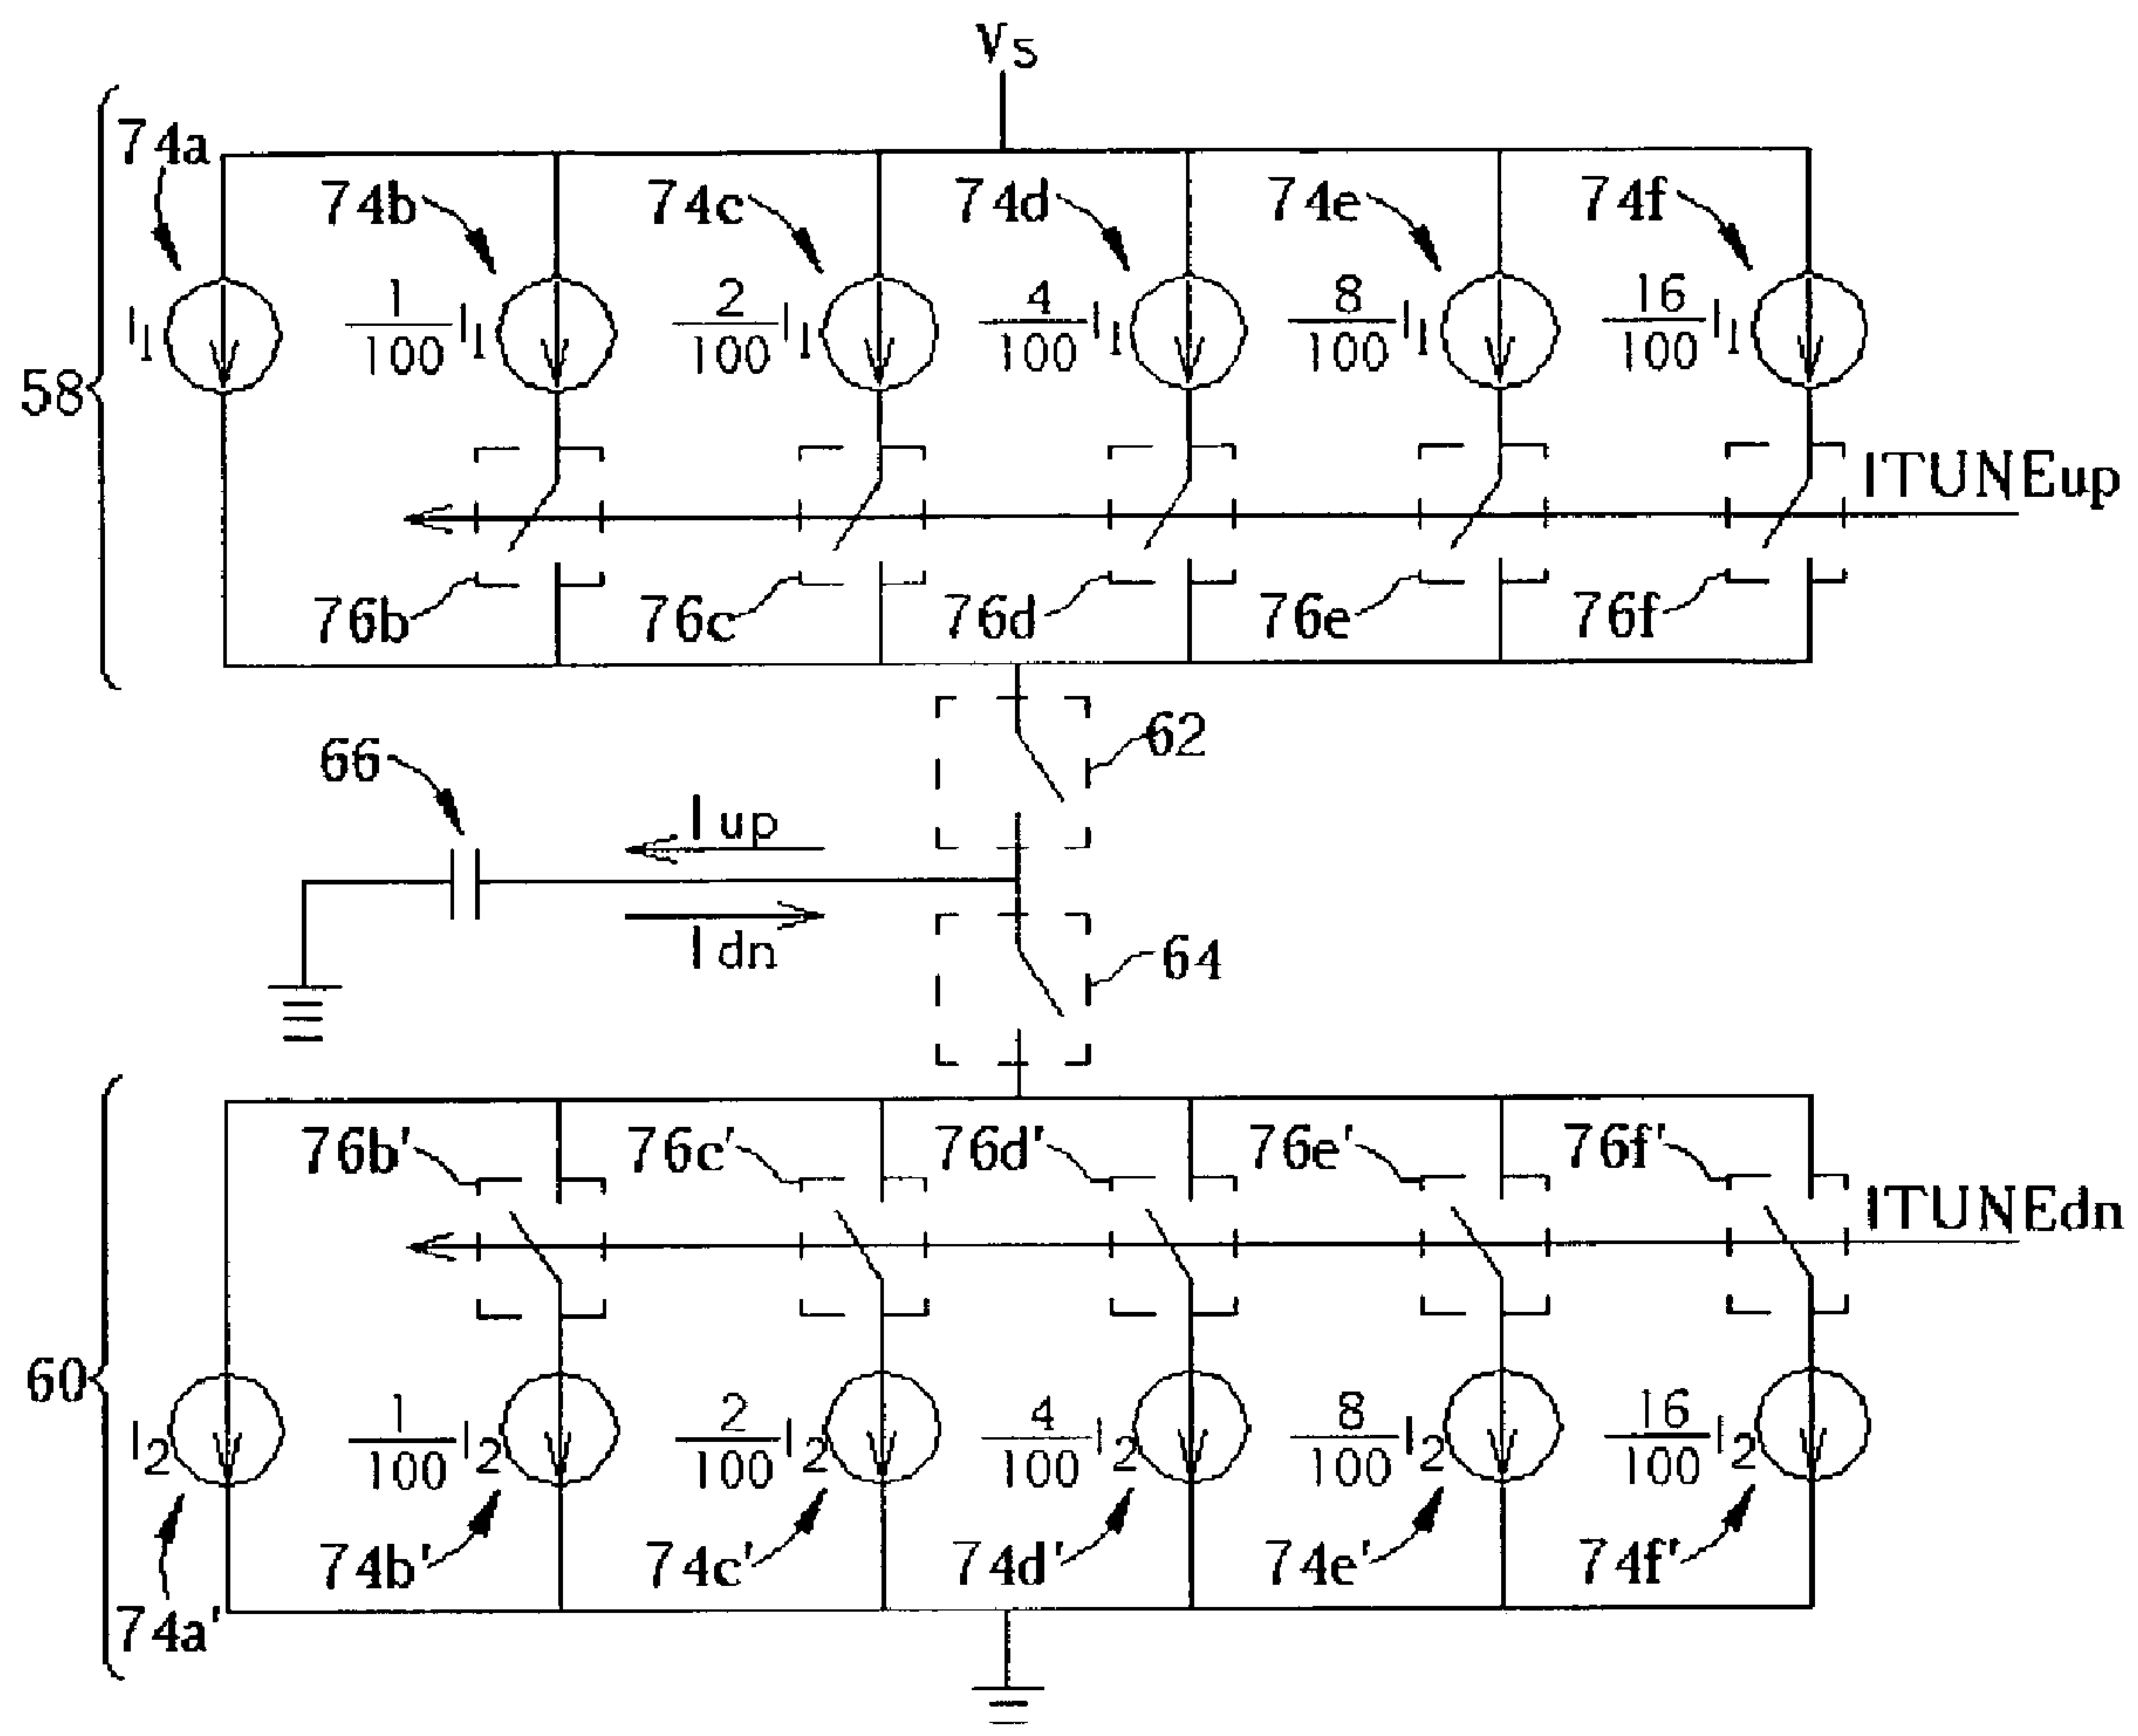 V5
74a
74b 74c 74d 74e 74f
I1 1/100 I1 2/100 I1 4/100 I1 8/100 I1 16/100 I1
58
ITUNEup
76b 76c 76d 76e 76f
62
66
Iup
Idn
64
76b' 76c' 76d' 76e' 76f'
ITUNEdn
60
I2 1/100 I2 2/100 I2 4/100 I2 8/100 I2 16/100 I2
74b' 74c' 74d' 74e' 74f'
74a'